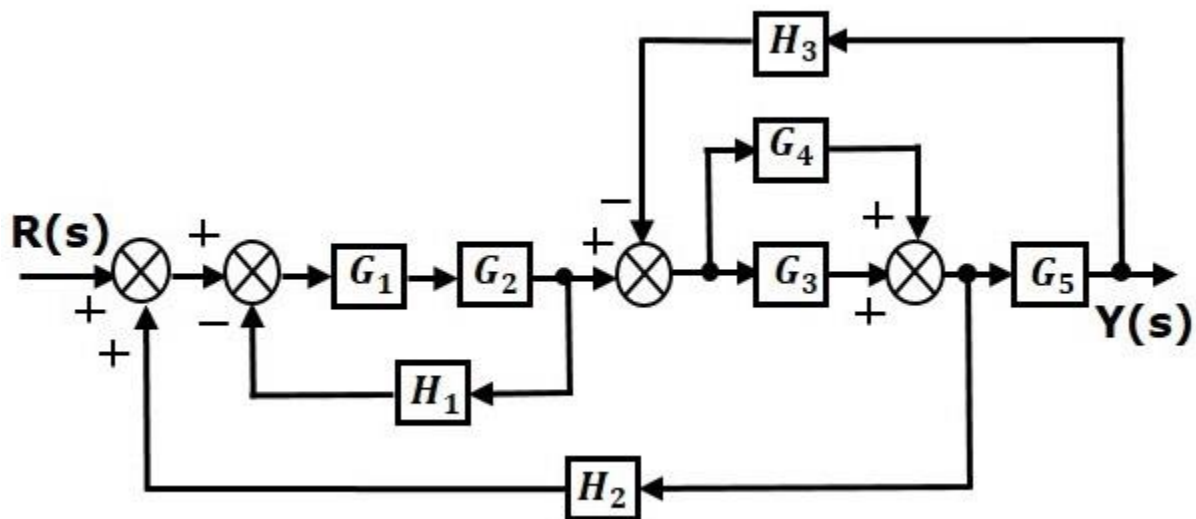 H₃
G₄
R(s)
+
+
−
+
+
−
G₁
G₂
+
G₃
+
G₅
Y(s)
+
−
H₁
H₂